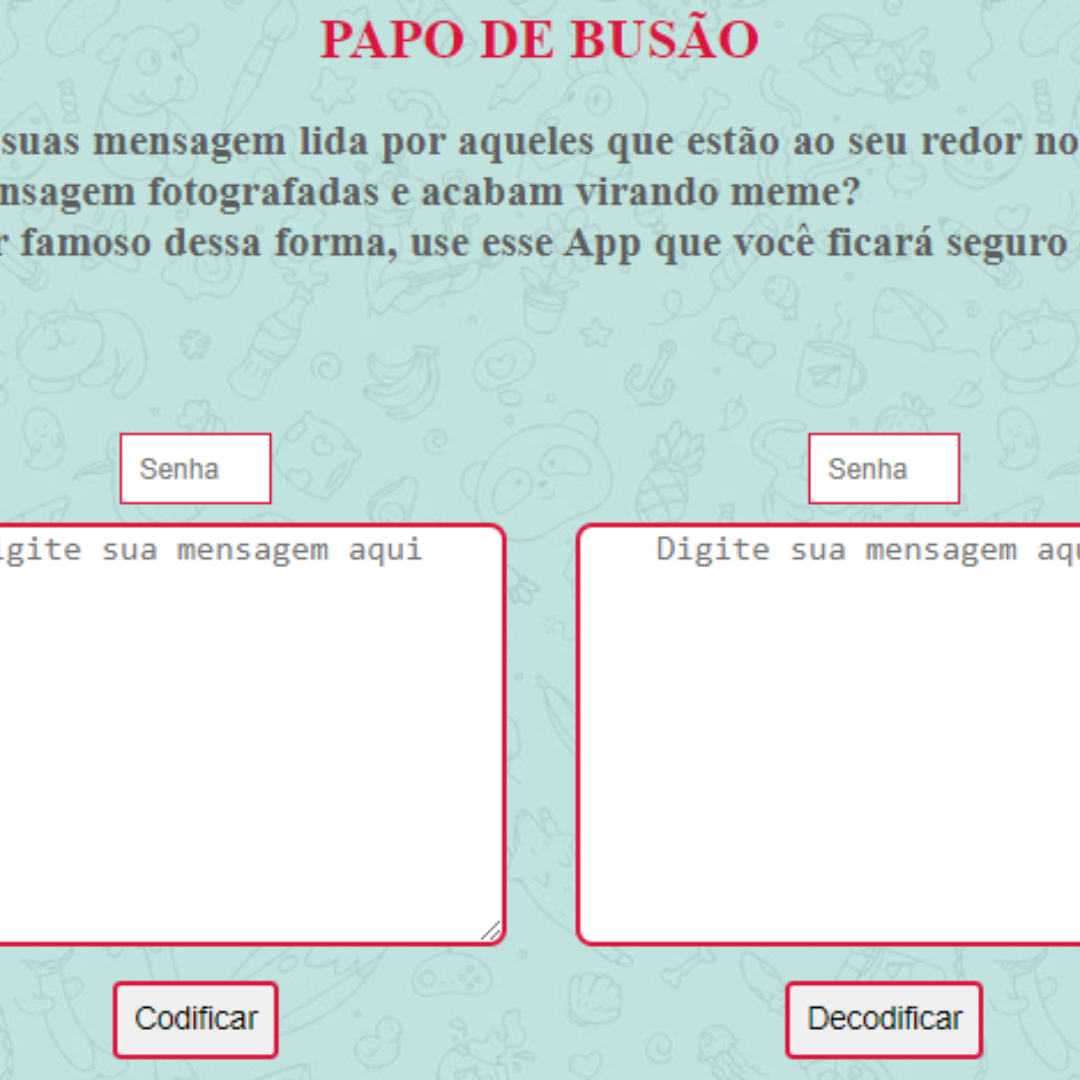 PAPO DE BUSÃO
suas mensagem lida por aqueles que estão ao seu redor no
nsagem fotografadas e acabam virando meme?
r famoso dessa forma, use esse App que você ficará seguro
Senha
Senha
igite sua mensagem aqui
Digite sua mensagem aqu
Codificar
Decodificar